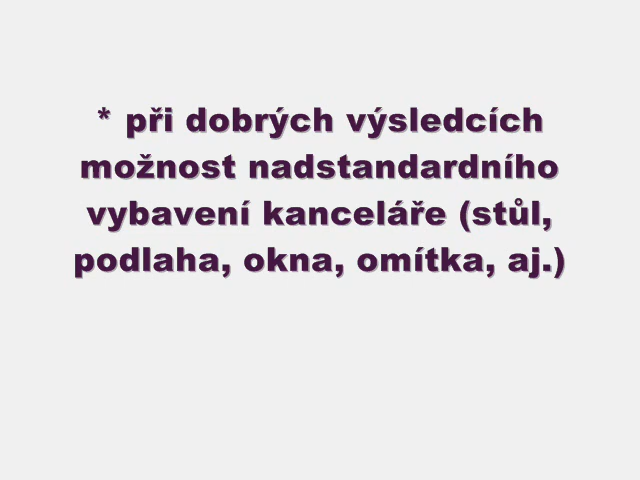 * při dobrých výsledcích
možnost nadstandardního
vybavení kanceláře (stůl,
podlaha, okna, omítka, aj.)